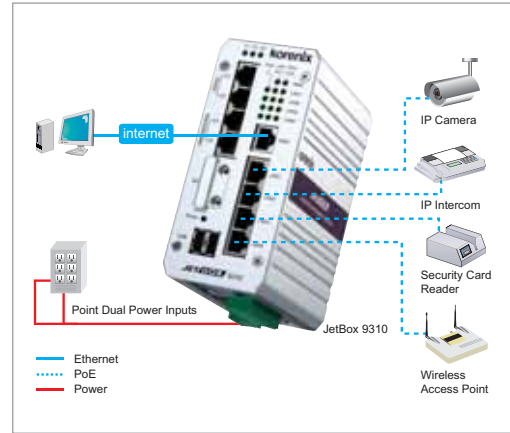 korenix
internet
IP Camera
IP Intercom
Security Card
Reader
Point Dual Power Inputs
JetBox 9310
Ethernet
PoE
Power
Wireless
Access Point